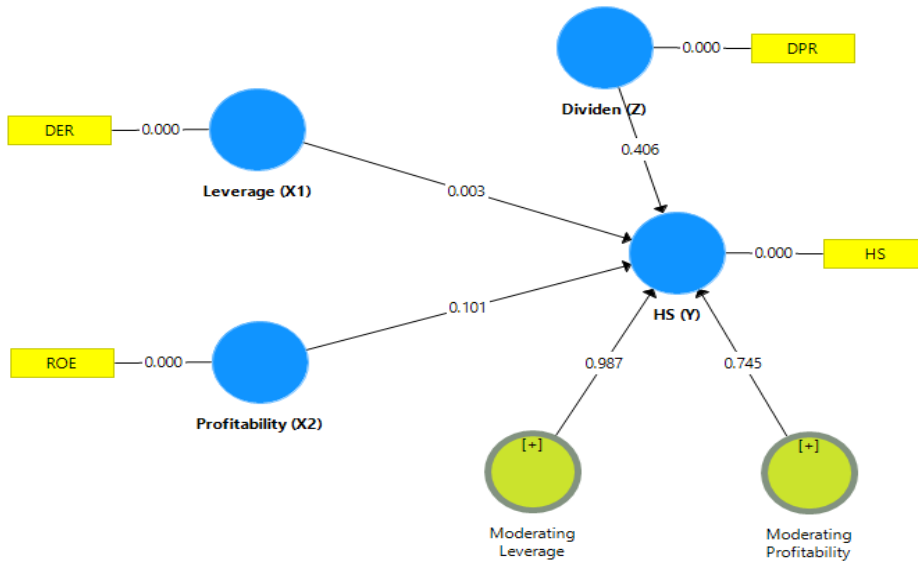 0.000
DPR
Dividen (Z)
DER
0.000
Leverage (X1)
0.406
0.003
0.000
HS
HS (Y)
0.101
ROE
0.000
Profitability (X2)
0.987
0.745
[+]
[+]
Moderating
Leverage
Moderating
Profitability